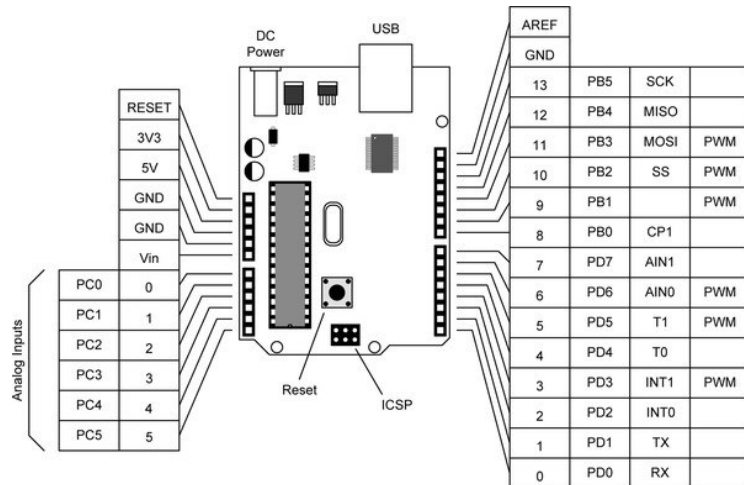 DC
Power
USB
RESET
3V3
5V
GND
GND
Vin
Analog Inputs
PC0 0
PC1 1
PC2 2
PC3 3
PC4 4
PC5 5
Reset
ICSP
AREF
GND
13 PB5 SCK
12 PB4 MISO
11 PB3 MOSI PWM
10 PB2 SS PWM
9 PB1 PWM
8 PB0 CP1
7 PD7 AIN1
6 PD6 AIN0 PWM
5 PD5 T1 PWM
4 PD4 T0
3 PD3 INT1 PWM
2 PD2 INT0
1 PD1 TX
0 PD0 RX